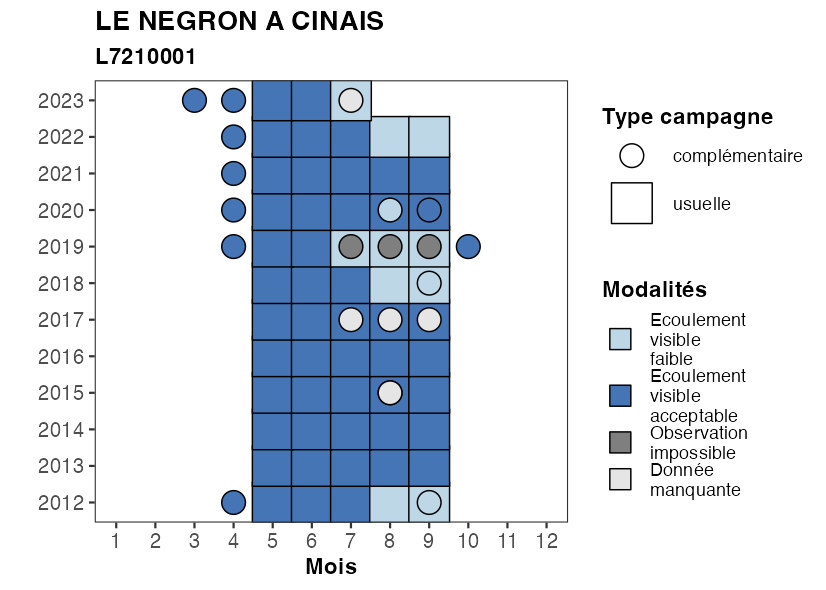 LE NEGRON A CINAIS
L7210001
2023
2022
2021
2020
2019
2018
2017
2016
2015
2014
2013
2012
1 2 3 4 5 6 7 8 9 10 11 12
Mois
Type campagne
complémentaire
usuelle
Modalités
Ecoulement
visible
faible
Ecoulement
visible
acceptable
Observation
impossible
Donnée
manquante